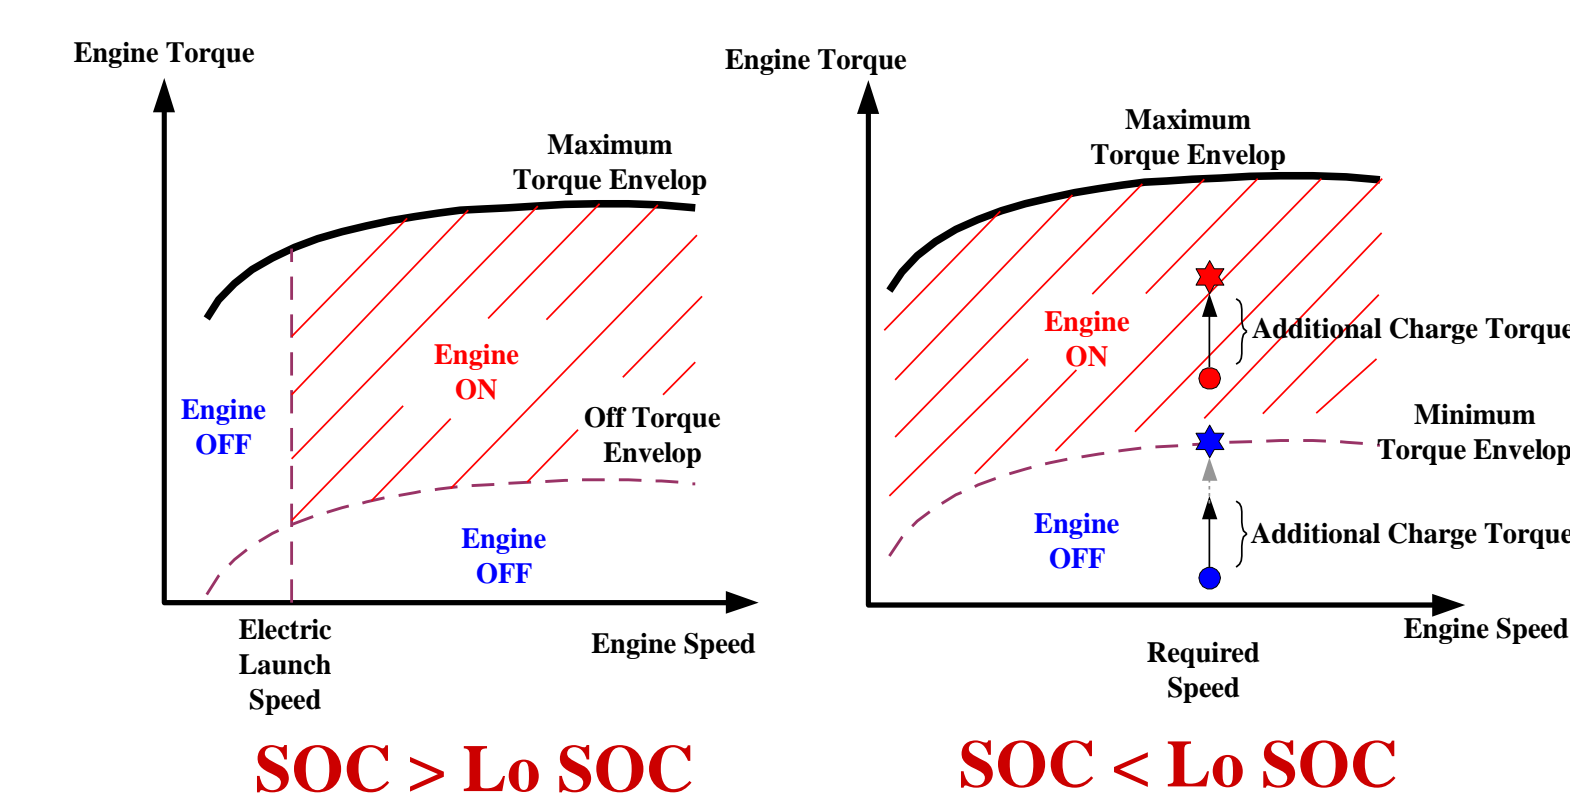 Engine Torque
Maximum
Torque Envelop
Engine
ON
Engine
OFF
Off Torque
Envelop
Engine
OFF
Electric
Launch
Speed
Engine Speed
SOC > Lo SOC
Engine Torque
Maximum
Torque Envelop
Engine
ON
Additional Charge Torque
Minimum
Torque Envelop
Engine
OFF
Additional Charge Torque
Engine Speed
Required
Speed
SOC < Lo SOC